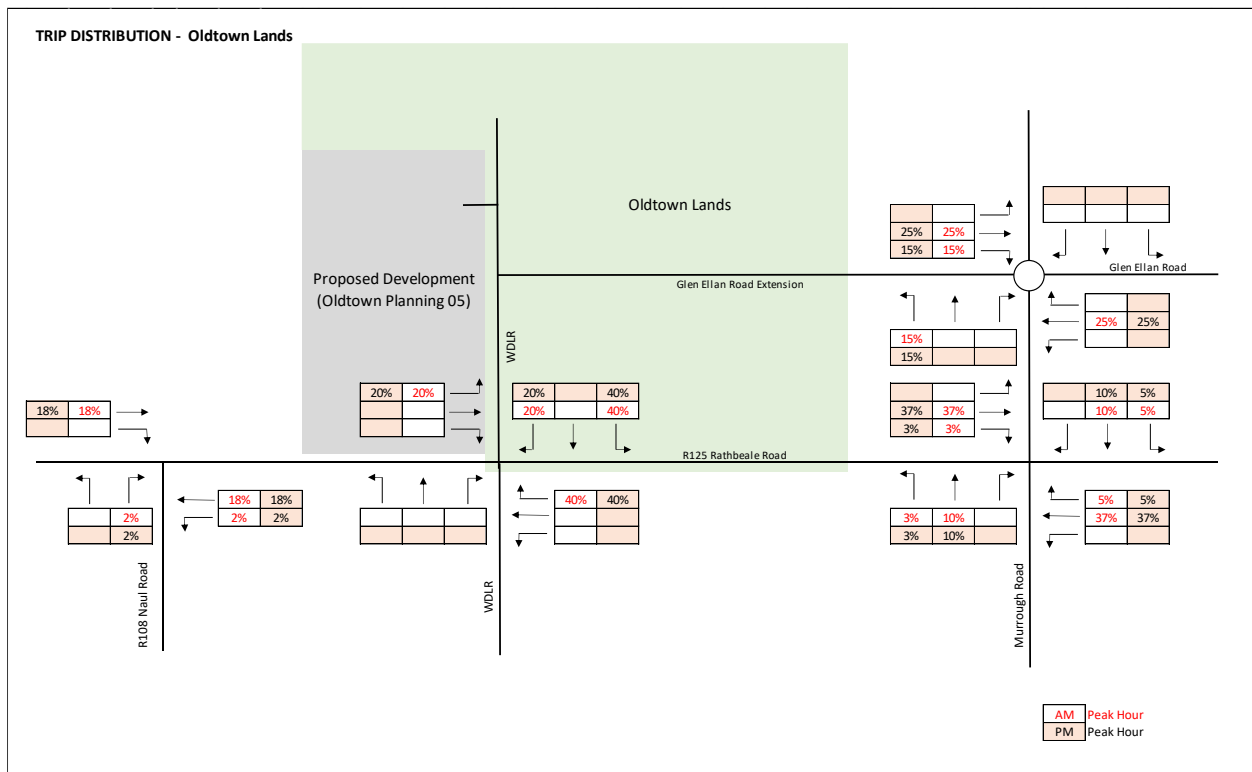 TRIP DISTRIBUTION - Oldtown Lands
Oldtown Lands
Proposed Development
(Oldtown Planning 05)
25% 25%
15% 15%
Glen Ellan Road
Glen Ellan Road Extension
25% 25%
15%
15%
WDLR
20% 20%
20% 40%
20% 40%
37% 37%
3% 3%
10% 5%
10% 5%
18% 18%
R125 Rathbeale Road
2%
2%
18% 18%
2% 2%
40% 40%
3% 10%
3% 10%
5% 5%
37% 37%
R108 Naul Road
WDLR
Murrough Road
AM Peak Hour
PM Peak Hour